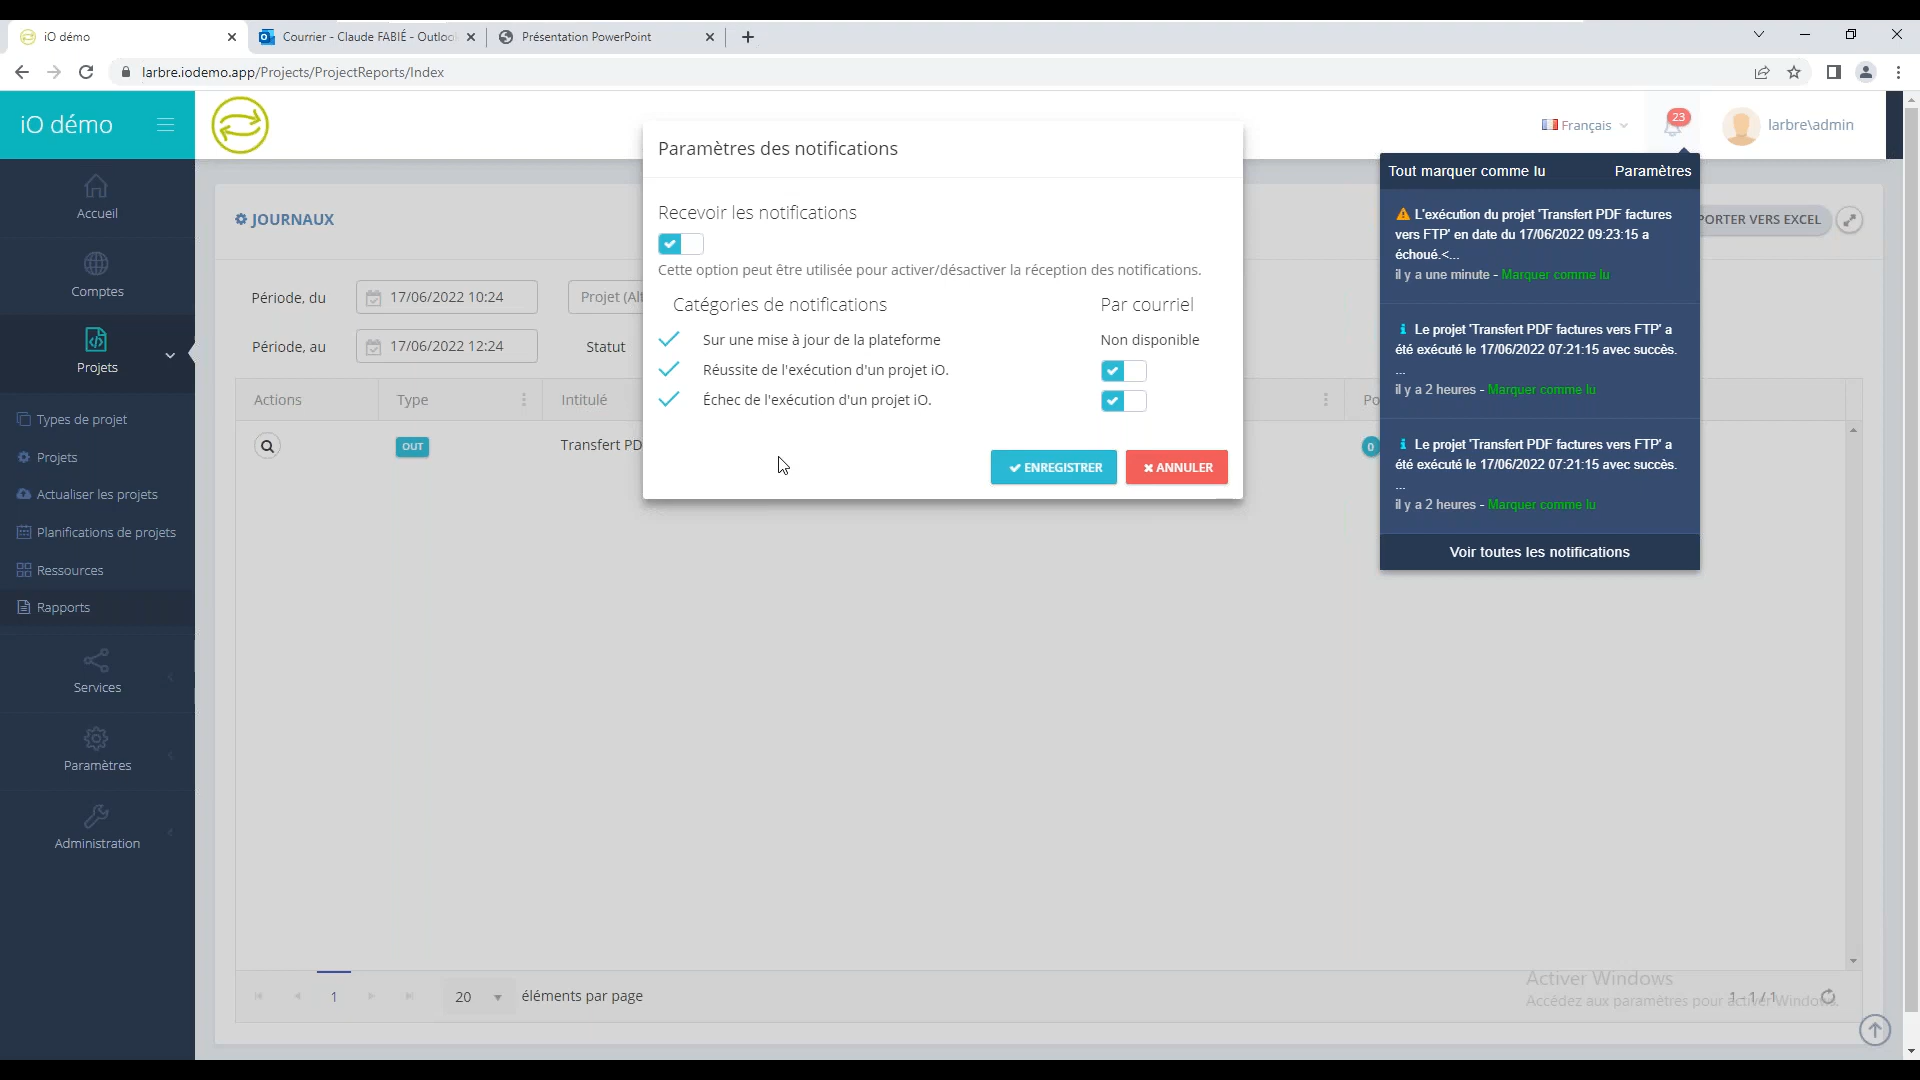 iO démo
Courrier - Claude FABIÉ - Outloo
Présentation PowerPoint
larbre.iodemo.app/Projects/ProjectReports/Index
iO démo
Français
23
larbre\admin
Accueil
Comptes
Projets
Types de projet
Projets
Actualiser les projets
Planifications de projets
Ressources
Rapports
Services
Paramètres
Administration
JOURNAUX
PORTER VERS EXCEL
Période, du
17/06/2022 10:24
Projet (Al
Période, au
17/06/2022 12:24
Statut
Actions
Type
Intitulé
Po
OUT
Transfert PD
0
Paramètres des notifications
Recevoir les notifications
Cette option peut être utilisée pour activer/désactiver la réception des notifications.
Catégories de notifications
Par courriel
Sur une mise à jour de la plateforme
Non disponible
Réussite de l'exécution d'un projet iO.
Échec de l'exécution d'un projet iO.
ENREGISTRER
ANNULER
Tout marquer comme lu
Paramètres
L'exécution du projet 'Transfert PDF factures
vers FTP' en date du 17/06/2022 09:23:15 a
échoué.<...
il y a une minute - Marquer comme lu
Le projet 'Transfert PDF factures vers FTP' a
été exécuté le 17/06/2022 07:21:15 avec succès.
...
il y a 2 heures - Marquer comme lu
Le projet 'Transfert PDF factures vers FTP' a
été exécuté le 17/06/2022 07:21:15 avec succès.
...
il y a 2 heures - Marquer comme lu
Voir toutes les notifications
1
20
éléments par page
1 - 1 / 1
Activer Windows
Accédez aux paramètres pour activer Windows.